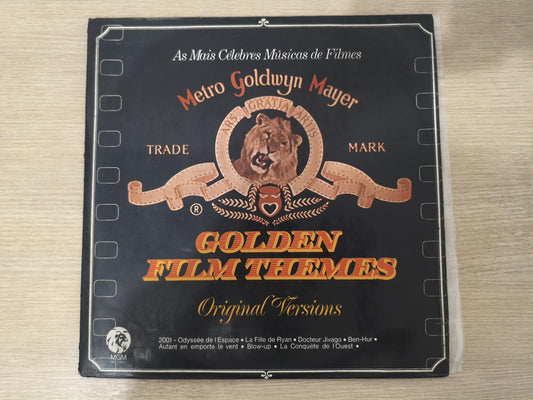 As Mais Célebres Músicas de Filmes
Metro Goldwyn Mayer
ARS GRATIA ARTIS
TRADE MARK
®
GOLDEN
FILM THEMES
Original Versions
2001 - Odyssée de l'Espace • La Fille de Ryan • Docteur Jivago • Ben-Hur •
Autant en emporte le vent • Blow-up • La Conquète de l'Ouest •
MGM